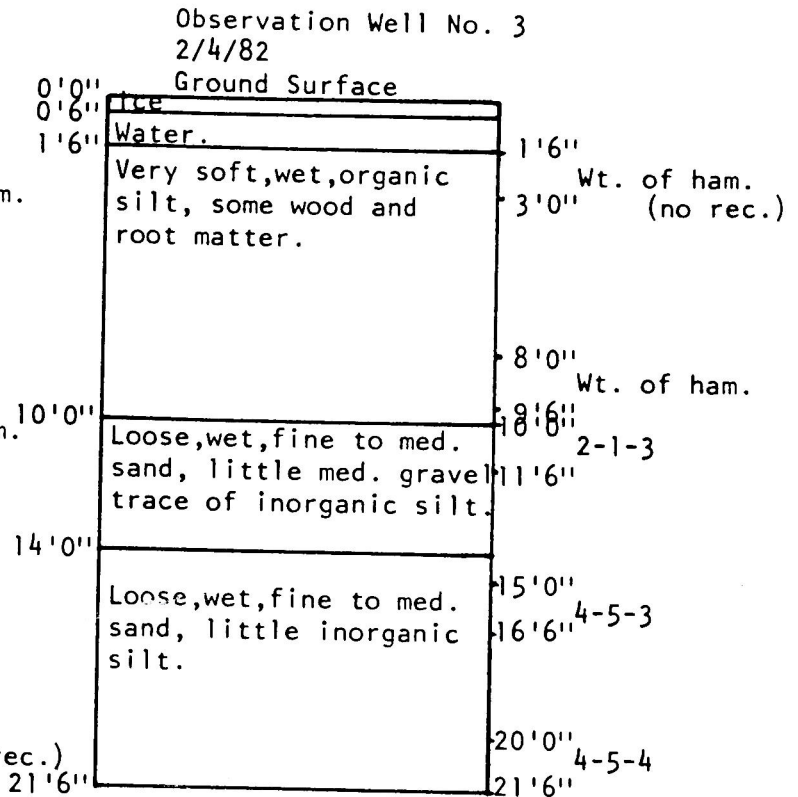 Observation Well No. 3
2/4/82
Ground Surface
0'0"
0'6" Ice
1'6" Water. 1'6"
Very soft,wet,organic Wt. of ham.
m. silt, some wood and 3'0" (no rec.)
root matter.
8'0"
Wt. of ham.
9'6"
10'0" 10'0"
m. Loose,wet,fine to med. 2-1-3
sand, little med. gravel 11'6"
trace of inorganic silt.
14'0"
15'0"
Loose,wet,fine to med. 4-5-3
sand, little inorganic 16'6"
silt.
20'0"
ec.) 4-5-4
21'6" 21'6"